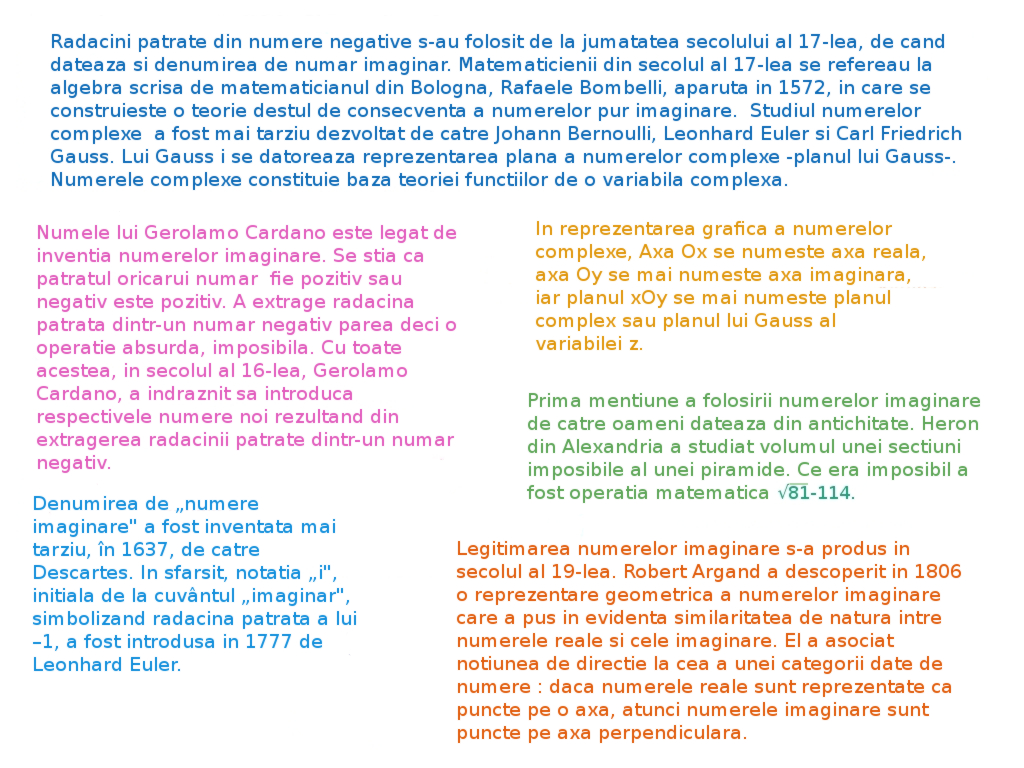 Radacini patrate din numere negative s-au folosit de la jumatatea secolului al 17-lea, de cand
dateaza si denumirea de numar imaginar. Matematicienii din secolul al 17-lea se refereau la
algebra scrisa de matematicianul din Bologna, Rafaele Bombelli, aparuta in 1572, in care se
construieste o teorie destul de consecventa a numerelor pur imaginare.  Studiul numerelor
complexe  a fost mai tarziu dezvoltat de catre Johann Bernoulli, Leonhard Euler si Carl Friedrich
Gauss. Lui Gauss i se datoreaza reprezentarea plana a numerelor complexe -planul lui Gauss-.
Numerele complexe constituie baza teoriei functiilor de o variabila complexa.
Numele lui Gerolamo Cardano este legat de
inventia numerelor imaginare. Se stia ca
patratul oricarui numar  fie pozitiv sau
negativ este pozitiv. A extrage radacina
patrata dintr-un numar negativ parea deci o
operatie absurda, imposibila. Cu toate
acestea, in secolul al 16-lea, Gerolamo
Cardano, a indraznit sa introduca
respectivele numere noi rezultand din
extragerea radacinii patrate dintr-un numar
negativ.
In reprezentarea grafica a numerelor
complexe, Axa Ox se numeste axa reala,
axa Oy se mai numeste axa imaginara,
iar planul xOy se mai numeste planul
complex sau planul lui Gauss al
variabilei z.
Prima mentiune a folosirii numerelor imaginare
de catre oameni dateaza din antichitate. Heron
din Alexandria a studiat volumul unei sectiuni
imposibile al unei piramide. Ce era imposibil a
fost operatia matematica √81-114.
Denumirea de „numere
imaginare" a fost inventata mai
tarziu, în 1637, de catre
Descartes. In sfarsit, notatia „i",
initiala de la cuvântul „imaginar",
simbolizand radacina patrata a lui
–1, a fost introdusa in 1777 de
Leonhard Euler.
Legitimarea numerelor imaginare s-a produs in
secolul al 19-lea. Robert Argand a descoperit in 1806
o reprezentare geometrica a numerelor imaginare
care a pus in evidenta similaritatea de natura intre
numerele reale si cele imaginare. El a asociat
notiunea de directie la cea a unei categorii date de
numere : daca numerele reale sunt reprezentate ca
puncte pe o axa, atunci numerele imaginare sunt
puncte pe axa perpendiculara.